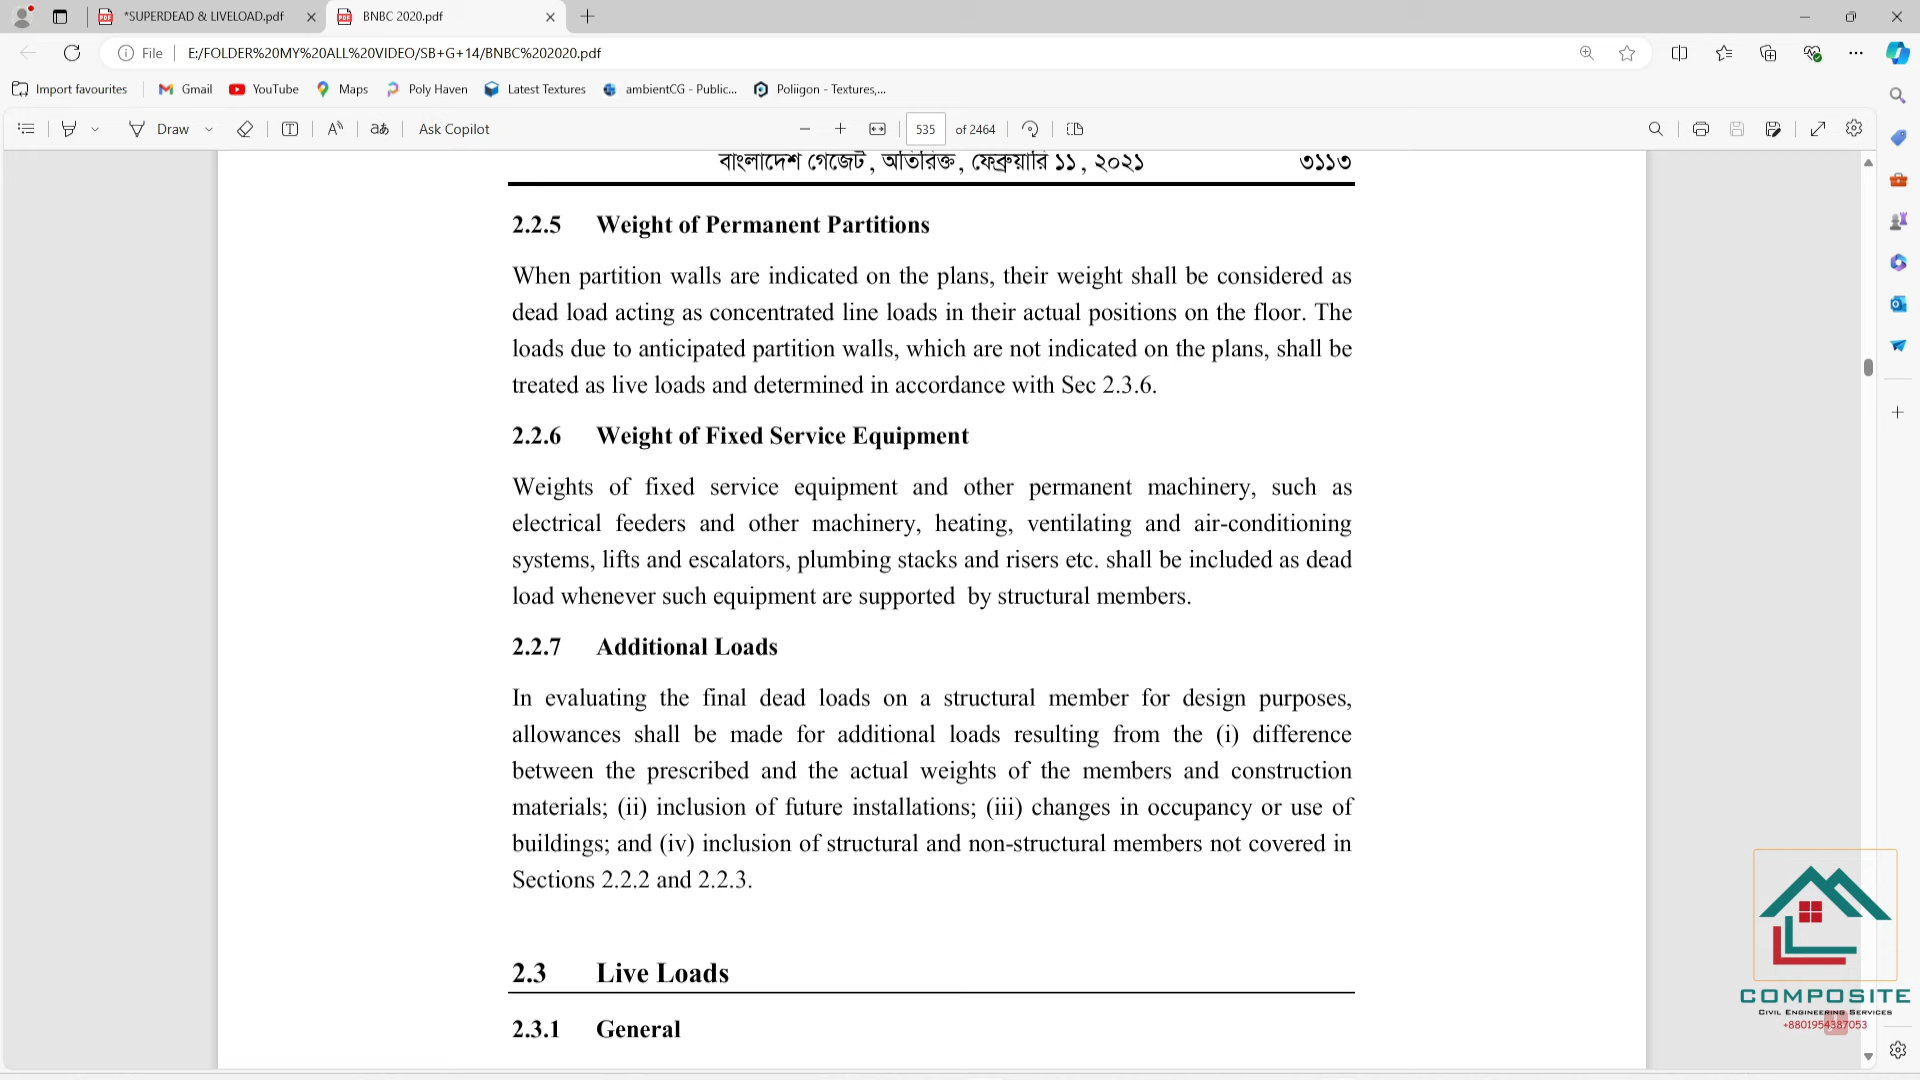 *SUPERDEAD & LIVELOAD.pdf
BNBC 2020.pdf
File
E:/FOLDER%20MY%20ALL%20VIDEO/SB+G+14/BNBC%202020.pdf
Import favourites
Gmail
YouTube
Maps
Poly Haven
Latest Textures
ambientCG - Public...
Poliigon - Textures,...
Draw
Ask Copilot
535 of 2464
বাংলাদেশ গেজেট, অতিরিক্ত, ফেব্রুয়ারি ১১, ২০২১ ৩১১৩
2.2.5 Weight of Permanent Partitions
When partition walls are indicated on the plans, their weight shall be considered as
dead load acting as concentrated line loads in their actual positions on the floor. The
loads due to anticipated partition walls, which are not indicated on the plans, shall be
treated as live loads and determined in accordance with Sec 2.3.6.
2.2.6 Weight of Fixed Service Equipment
Weights of fixed service equipment and other permanent machinery, such as
electrical feeders and other machinery, heating, ventilating and air-conditioning
systems, lifts and escalators, plumbing stacks and risers etc. shall be included as dead
load whenever such equipment are supported by structural members.
2.2.7 Additional Loads
In evaluating the final dead loads on a structural member for design purposes,
allowances shall be made for additional loads resulting from the (i) difference
between the prescribed and the actual weights of the members and construction
materials; (ii) inclusion of future installations; (iii) changes in occupancy or use of
buildings; and (iv) inclusion of structural and non-structural members not covered in
Sections 2.2.2 and 2.2.3.
2.3 Live Loads
2.3.1 General
COMPOSITE
CIVIL ENGINEERING SERVICES
+8801954387053